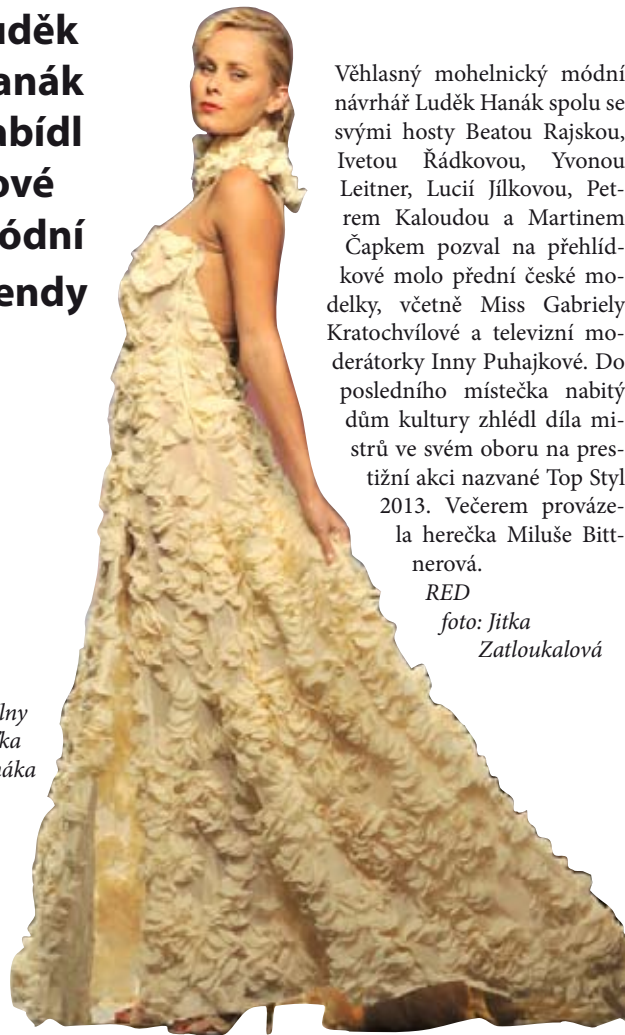 uděk
anák
abídl
ové
ódní
endy
Věhlasný mohelnický módní
návrhář Luděk Hanák spolu se
svými hosty Beatou Rajskou,
Ivetou Řádkovou, Yvonou
Leitner, Lucií Jílkovou, Pet-
rem Kaloudou a Martinem
Čapkem pozval na přehlíd-
kové molo přední české mo-
delky, včetně Miss Gabriely
Kratochvílové a televizní mo-
derátorky Inny Puhajkové. Do
posledního místečka nabitý
dům kultury zhlédl díla mi-
strů ve svém oboru na pres-
tižní akci nazvané Top Styl
2013. Večerem prováze-
la herečka Miluše Bitt-
nerová.
RED
foto: Jitka
Zatloukalová
lny
ka
áka